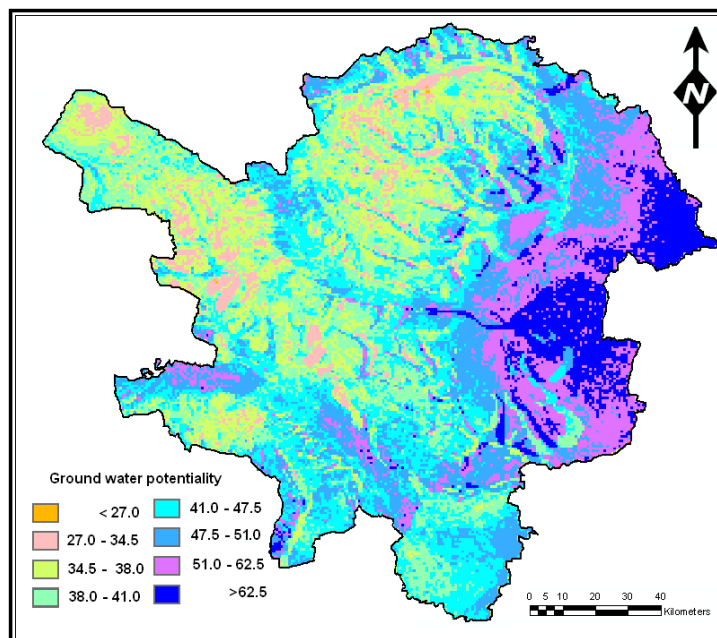 N
Ground water potentiality
< 27.0
27.0 - 34.5
34.5 - 38.0
38.0 - 41.0
41.0 - 47.5
47.5 - 51.0
51.0 - 62.5
>62.5
0 5 10 20 30 40
Kilometers